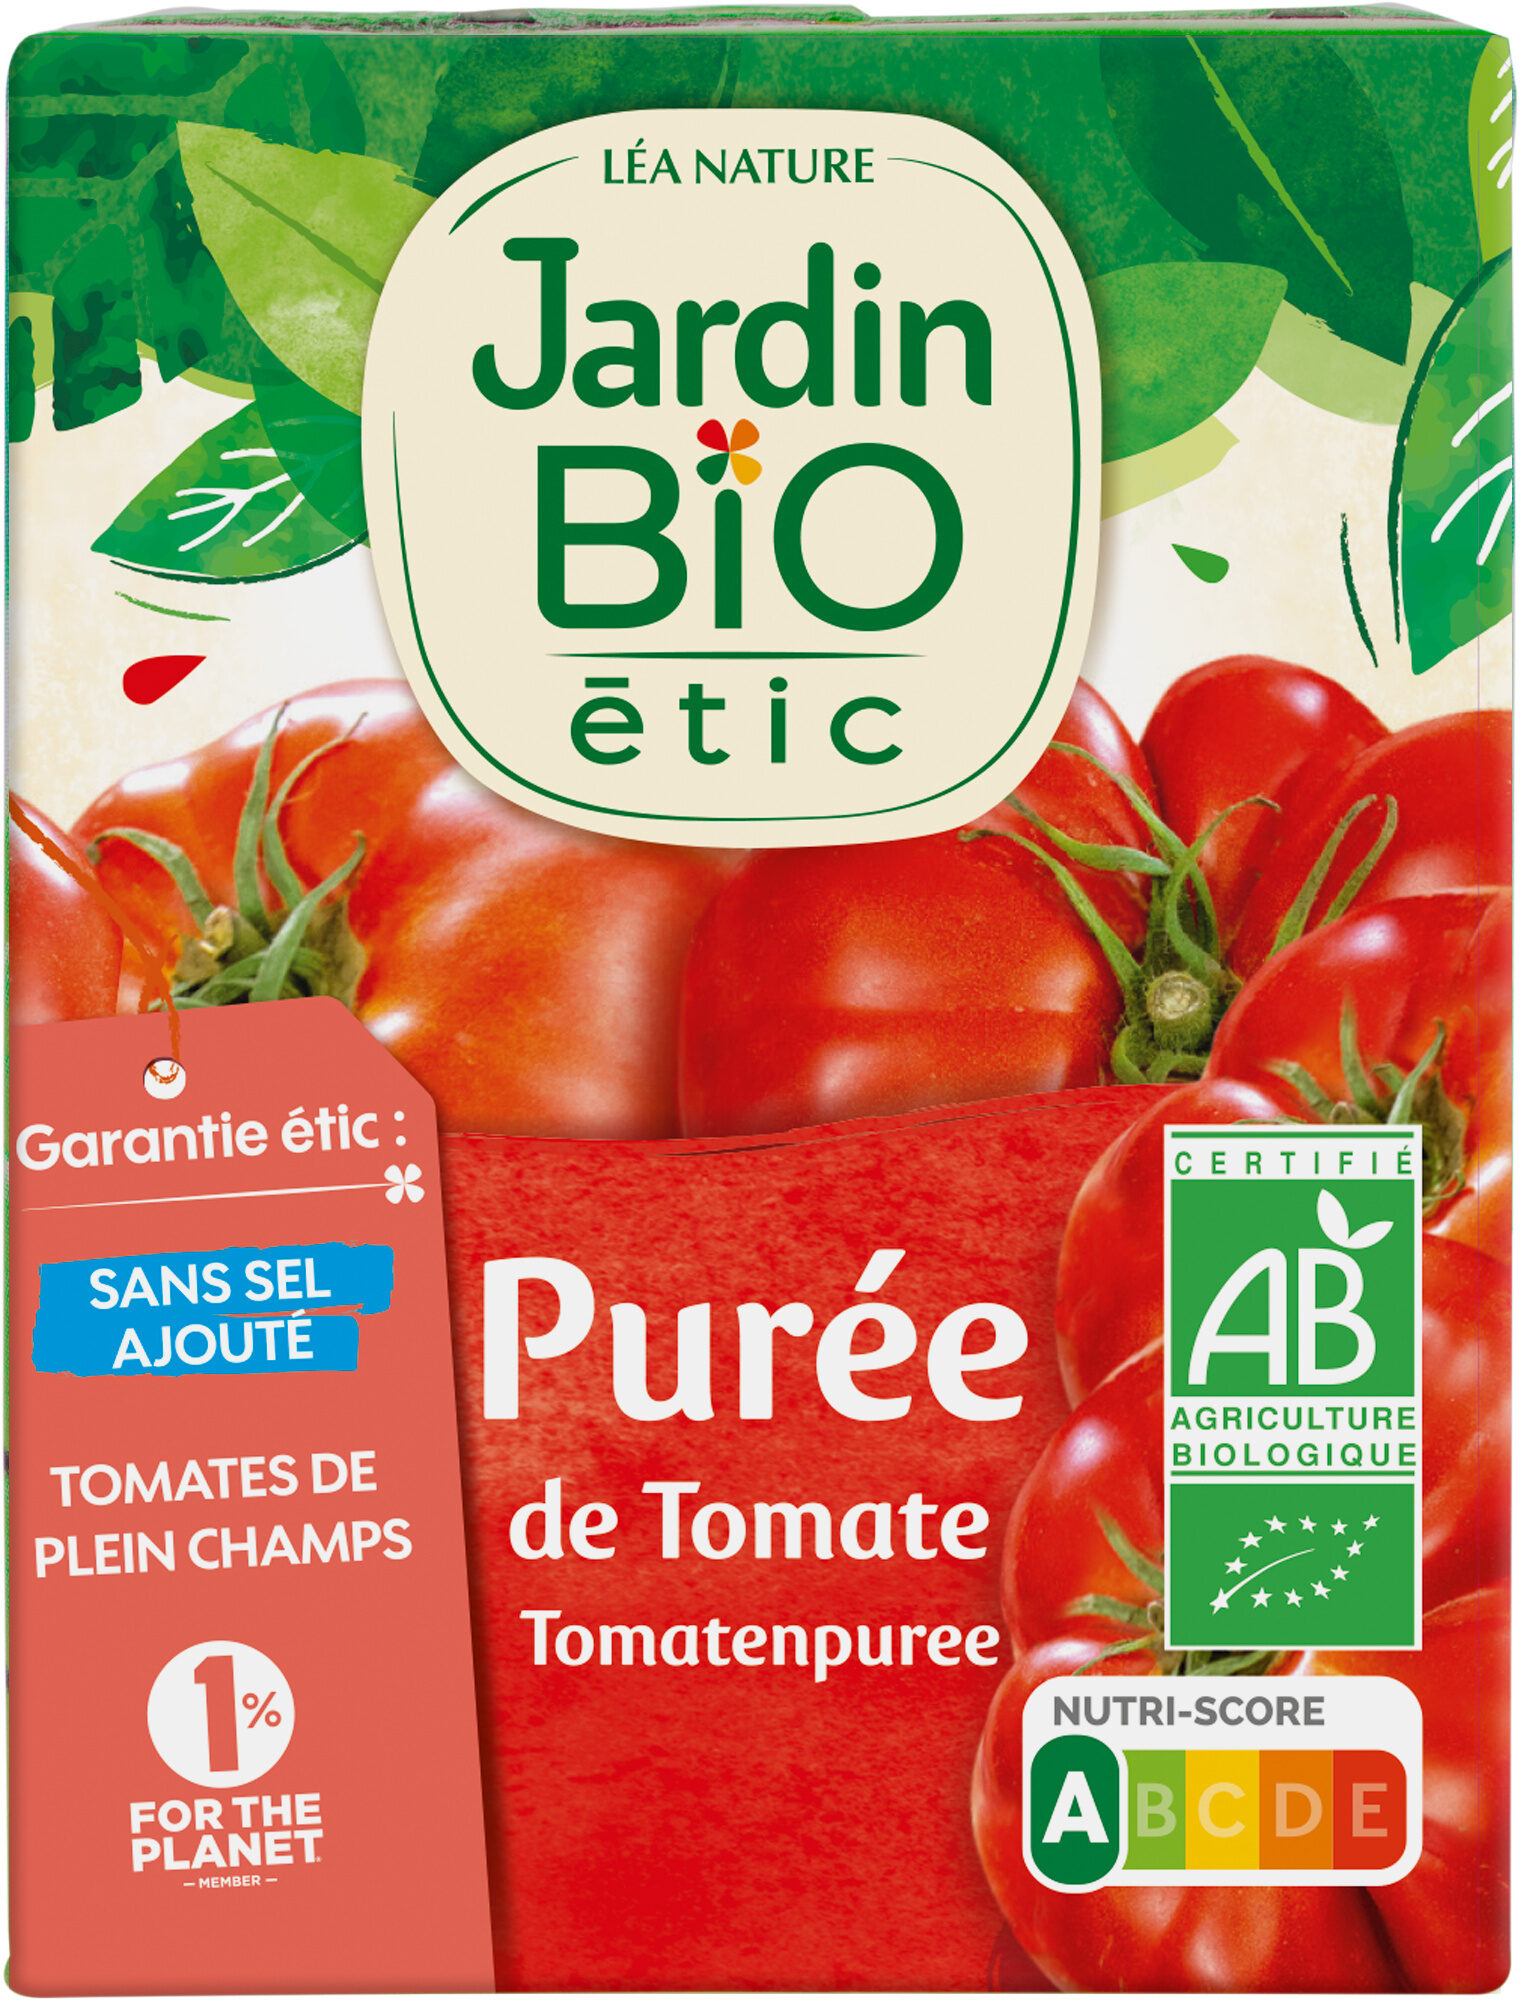 LÉA NATURE
Jardin
BiO
ētic
Garantie étic :
SANS SEL
AJOUTÉ
TOMATES DE
PLEIN CHAMPS
1%
FOR THE
PLANET
— MEMBER —
Purée
de Tomate
Tomatenpuree
CERTIFIÉ
AB
AGRICULTURE
BIOLOGIQUE
NUTRI-SCORE
A B C D E